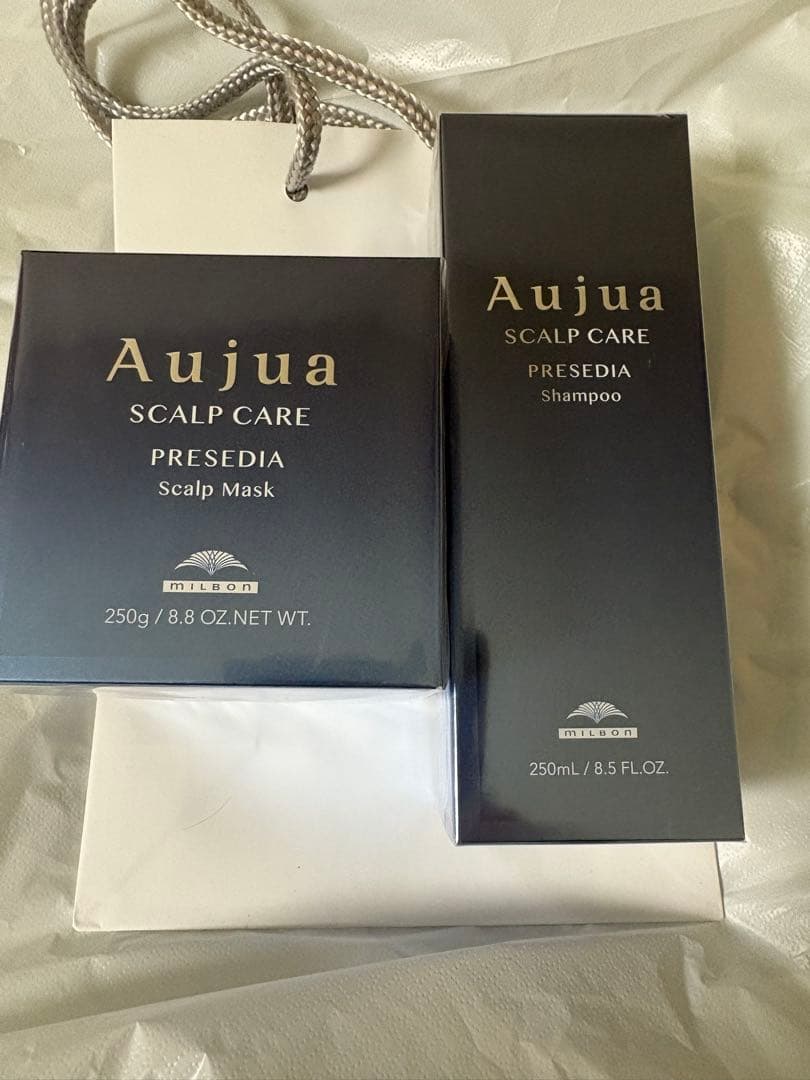 Aujua
SCALP CARE
PRESEDIA
Scalp Mask
MILBON
250g / 8.8 OZ.NET WT.
Aujua
SCALP CARE
PRESEDIA
Shampoo
MILBON
250mL / 8.5 FL.OZ.